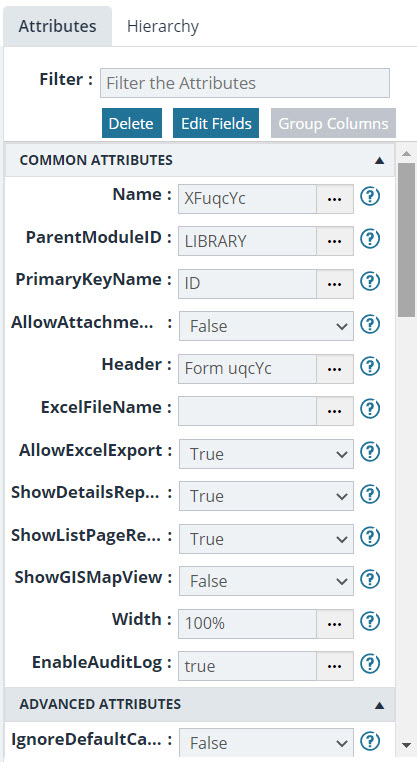 Attributes Hierarchy
Filter : Filter the Attributes
Delete Edit Fields Group Columns
COMMON ATTRIBUTES
Name : XFuqcYc ...
ParentModuleID : LIBRARY ...
PrimaryKeyName : ID ...
AllowAttachme... : False
Header : Form uqcYc ...
ExcelFileName : ...
AllowExcelExport : True
ShowDetailsRep... : True
ShowListPageRe... : True
ShowGISMapView : False
Width : 100% ...
EnableAuditLog : true ...
ADVANCED ATTRIBUTES
IgnoreDefaultCa... : False